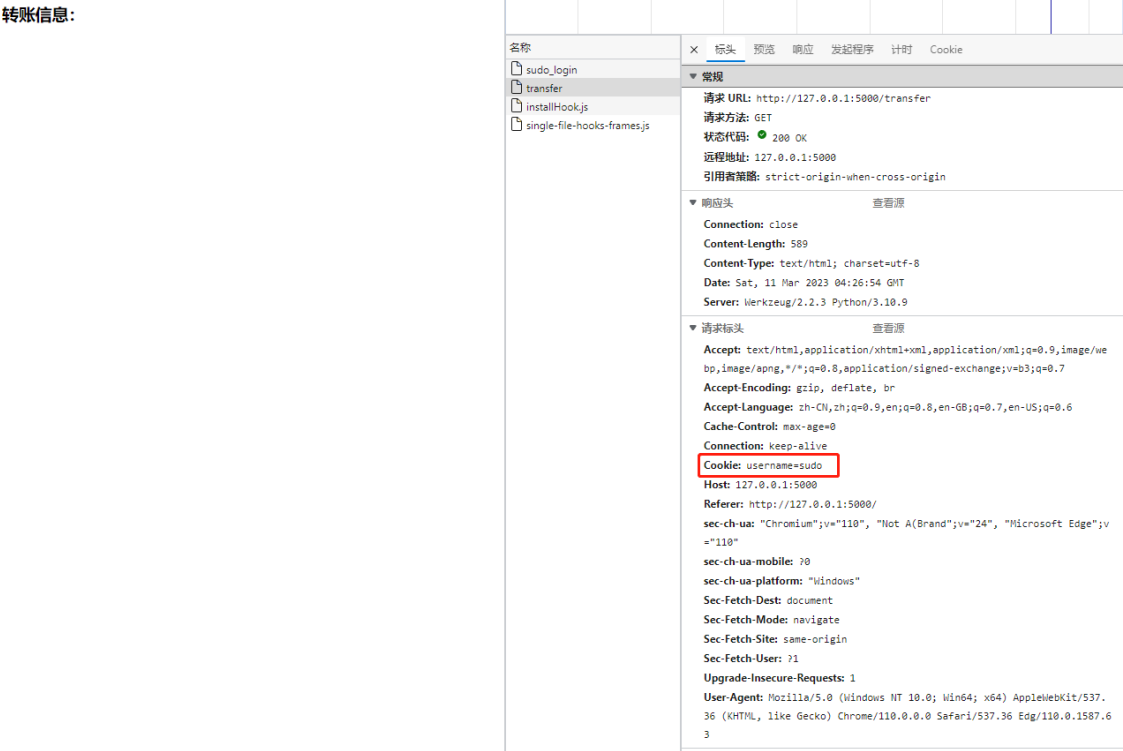 转账信息:
名称
sudo_login
transfer
installHook.js
single-file-hooks-frames.js
× 标头 预览 响应 发起程序 计时 Cookie
▼ 常规
请求 URL: http://127.0.0.1:5000/transfer
请求方法: GET
状态代码: 200 OK
远程地址: 127.0.0.1:5000
引用者策略: strict-origin-when-cross-origin
▼ 响应头 查看源
Connection: close
Content-Length: 589
Content-Type: text/html; charset=utf-8
Date: Sat, 11 Mar 2023 04:26:54 GMT
Server: Werkzeug/2.2.3 Python/3.10.9
▼ 请求标头 查看源
Accept: text/html,application/xhtml+xml,application/xml;q=0.9,image/we
bp,image/apng,*/*;q=0.8,application/signed-exchange;v=b3;q=0.7
Accept-Encoding: gzip, deflate, br
Accept-Language: zh-CN,zh;q=0.9,en;q=0.8,en-GB;q=0.7,en-US;q=0.6
Cache-Control: max-age=0
Connection: keep-alive
Cookie: username=sudo
Host: 127.0.0.1:5000
Referer: http://127.0.0.1:5000/
sec-ch-ua: "Chromium";v="110", "Not A(Brand";v="24", "Microsoft Edge";v
="110"
sec-ch-ua-mobile: ?0
sec-ch-ua-platform: "Windows"
Sec-Fetch-Dest: document
Sec-Fetch-Mode: navigate
Sec-Fetch-Site: same-origin
Sec-Fetch-User: ?1
Upgrade-Insecure-Requests: 1
User-Agent: Mozilla/5.0 (Windows NT 10.0; Win64; x64) AppleWebKit/537.
36 (KHTML, like Gecko) Chrome/110.0.0.0 Safari/537.36 Edg/110.0.1587.6
3